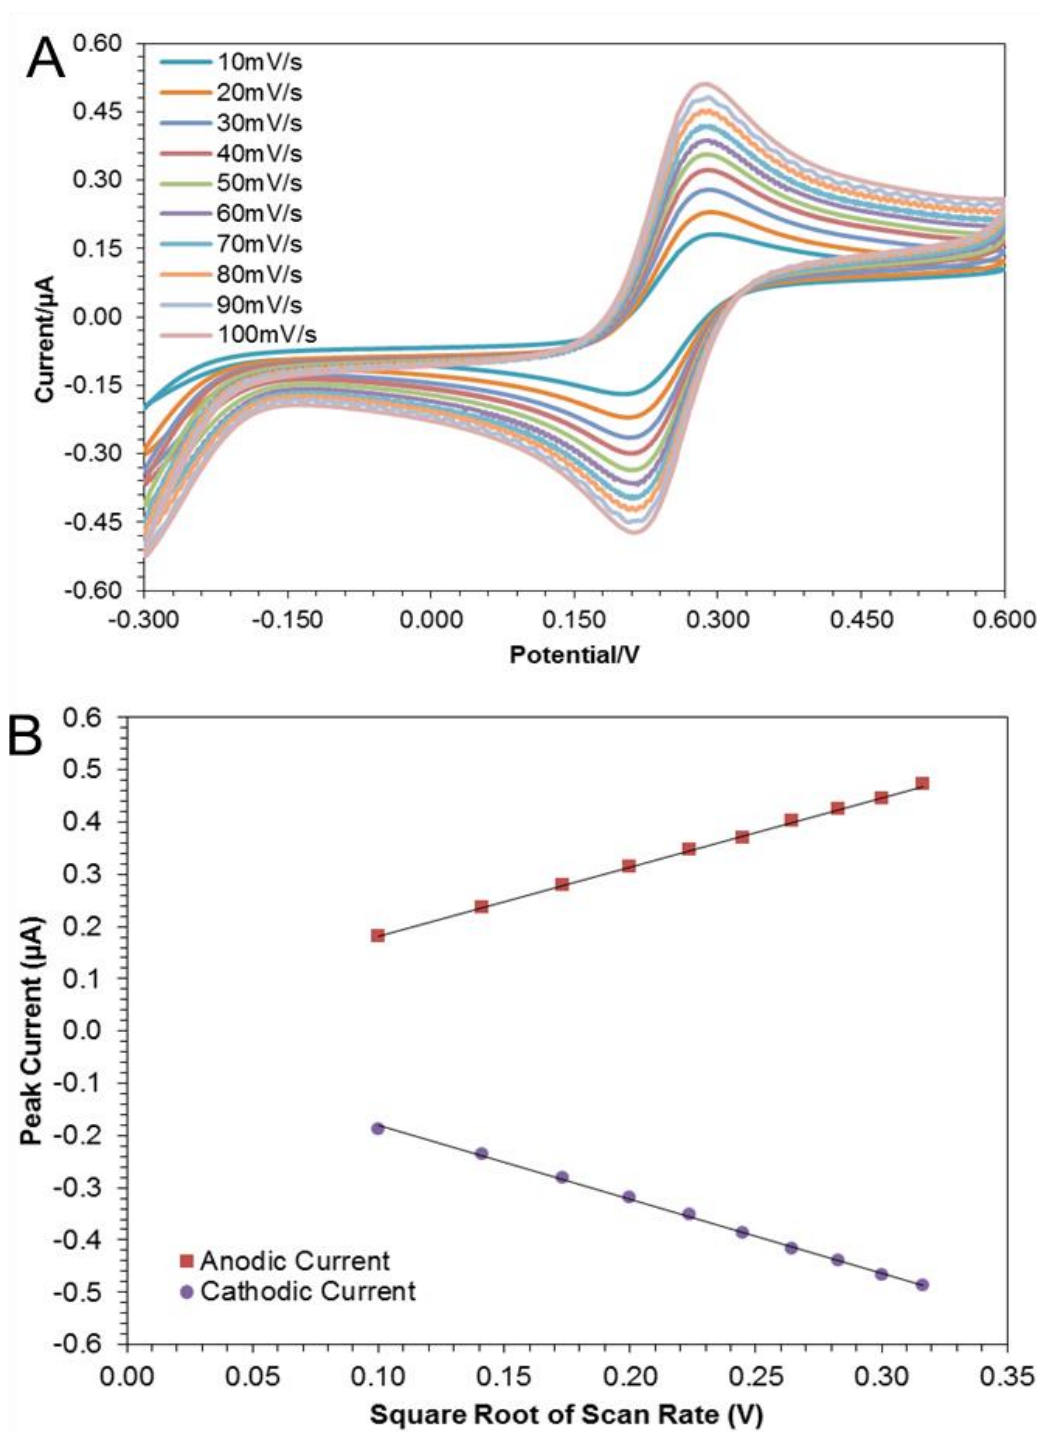 A
0.60
0.45
0.30
0.15
0.00
-0.15
-0.30
-0.45
-0.60
Current/µA
10mV/s
20mV/s
30mV/s
40mV/s
50mV/s
60mV/s
70mV/s
80mV/s
90mV/s
100mV/s
-0.300 -0.150 0.000 0.150 0.300 0.450 0.600
Potential/V
B
0.6
0.5
0.4
0.3
0.2
0.1
0.0
-0.1
-0.2
-0.3
-0.4
-0.5
-0.6
Peak Current (µA)
Anodic Current
Cathodic Current
0.00 0.05 0.10 0.15 0.20 0.25 0.30 0.35
Square Root of Scan Rate (V)